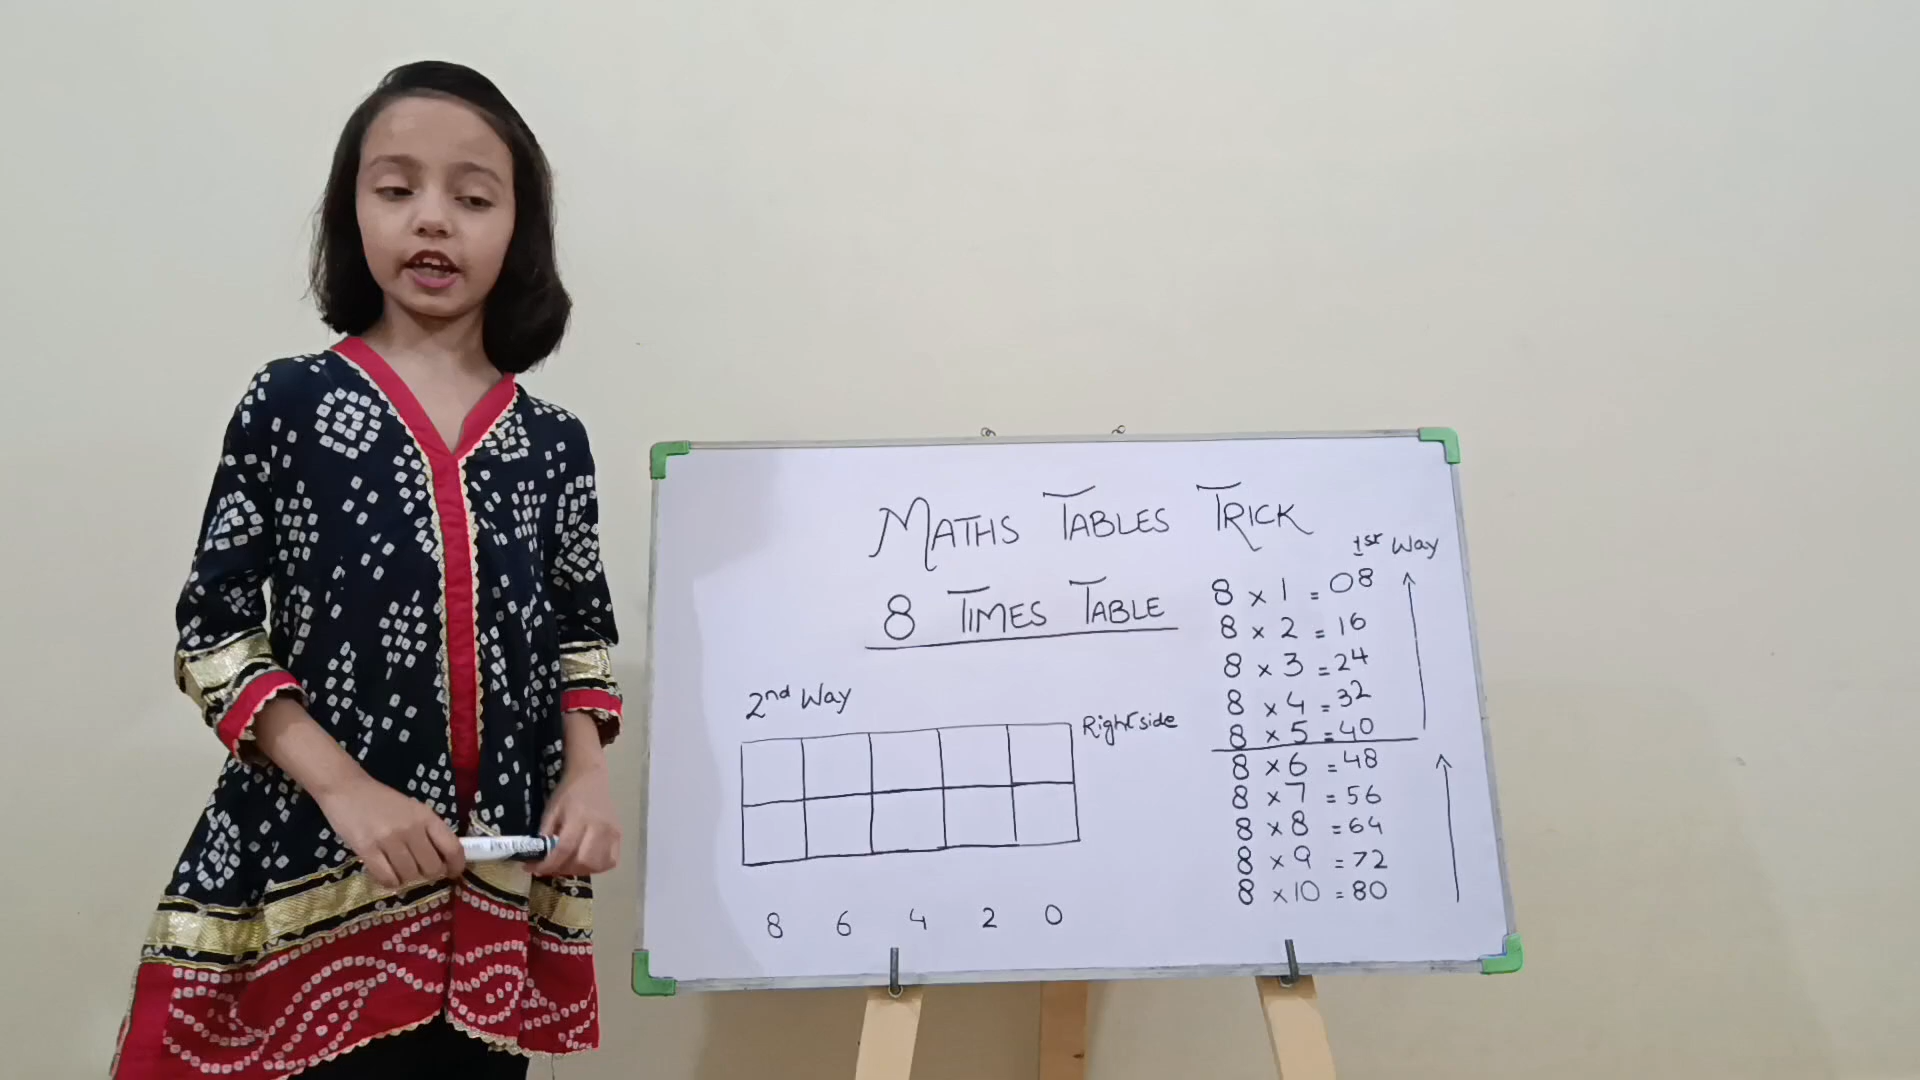 MATHS TABLES TRICK
8 TIMES TABLE
1st Way
8 x 1 = 08
8 x 2 = 16
8 x 3 = 24
8 x 4 = 32
8 x 5 = 40
8 x 6 = 48
8 x 7 = 56
8 x 8 = 64
8 x 9 = 72
8 x 10 = 80
2nd Way
Right side
8 6 4 2 0